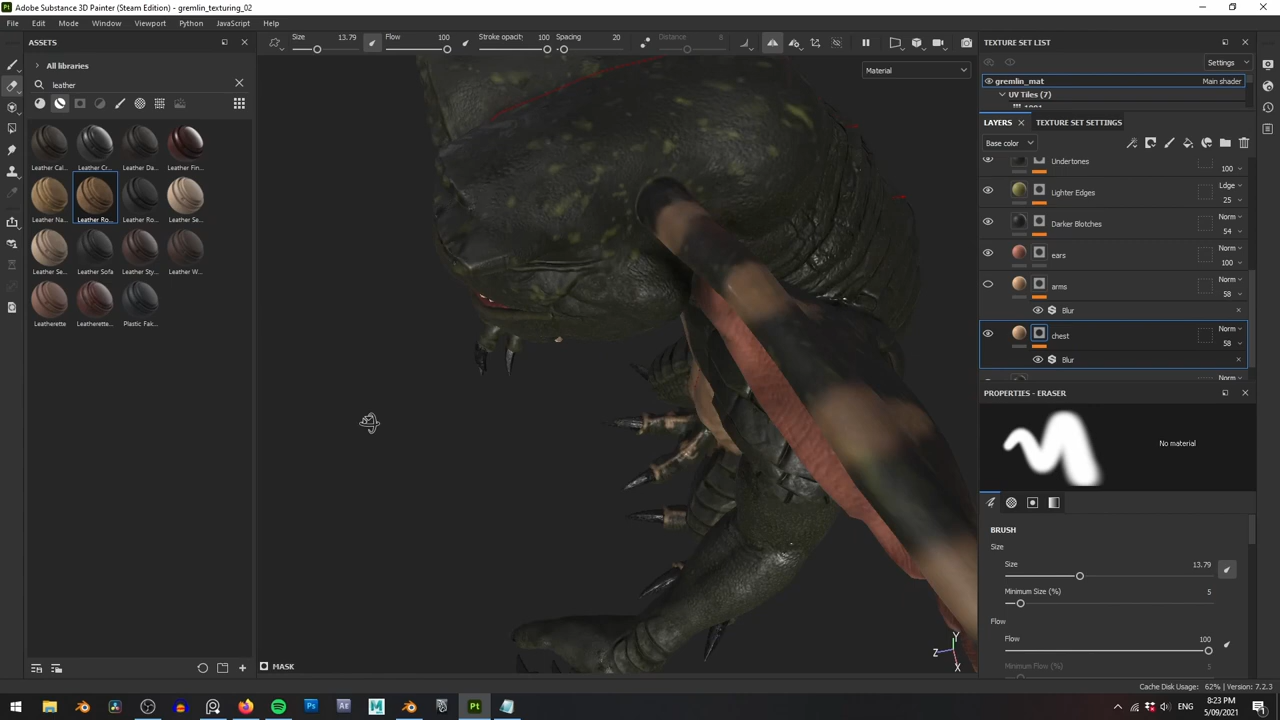 Adobe Substance 3D Painter (Steam Edition) - gremlin_texturing_02
File Edit Mode Window Viewport Python JavaScript Help
ASSETS
Size 13.79 Flow 100 Stroke opacity 100 Spacing 20 Distance 8
TEXTURE SET LIST
All libraries
leather
Material
Settings
gremlin_mat Main shader
UV Tiles (7)
LAYERS TEXTURE SET SETTINGS
Base color
Leather Cal... Leather Cr... Leather Da... Leather Fin...
Leather Na... Leather Ro... Leather Ro... Leather Se...
Leather Se... Leather Sofa Leather Sty... Leather W...
Leatherette Leatherette... Plastic Fak...
Undertones 100
Lighter Edges Ldge 25
Darker Blotches Norm 54
ears Norm 100
arms Norm 58
Blur
chest Norm 58
Blur
Norm
PROPERTIES - ERASER
No material
BRUSH
Size
Size 13.79
Minimum Size (%) 5
Flow
Flow 100
Minimum Flow (%) 5
MASK
Y
Z
X
Cache Disk Usage: 62% | Version: 7.2.3
ENG
8:23 PM
5/09/2021